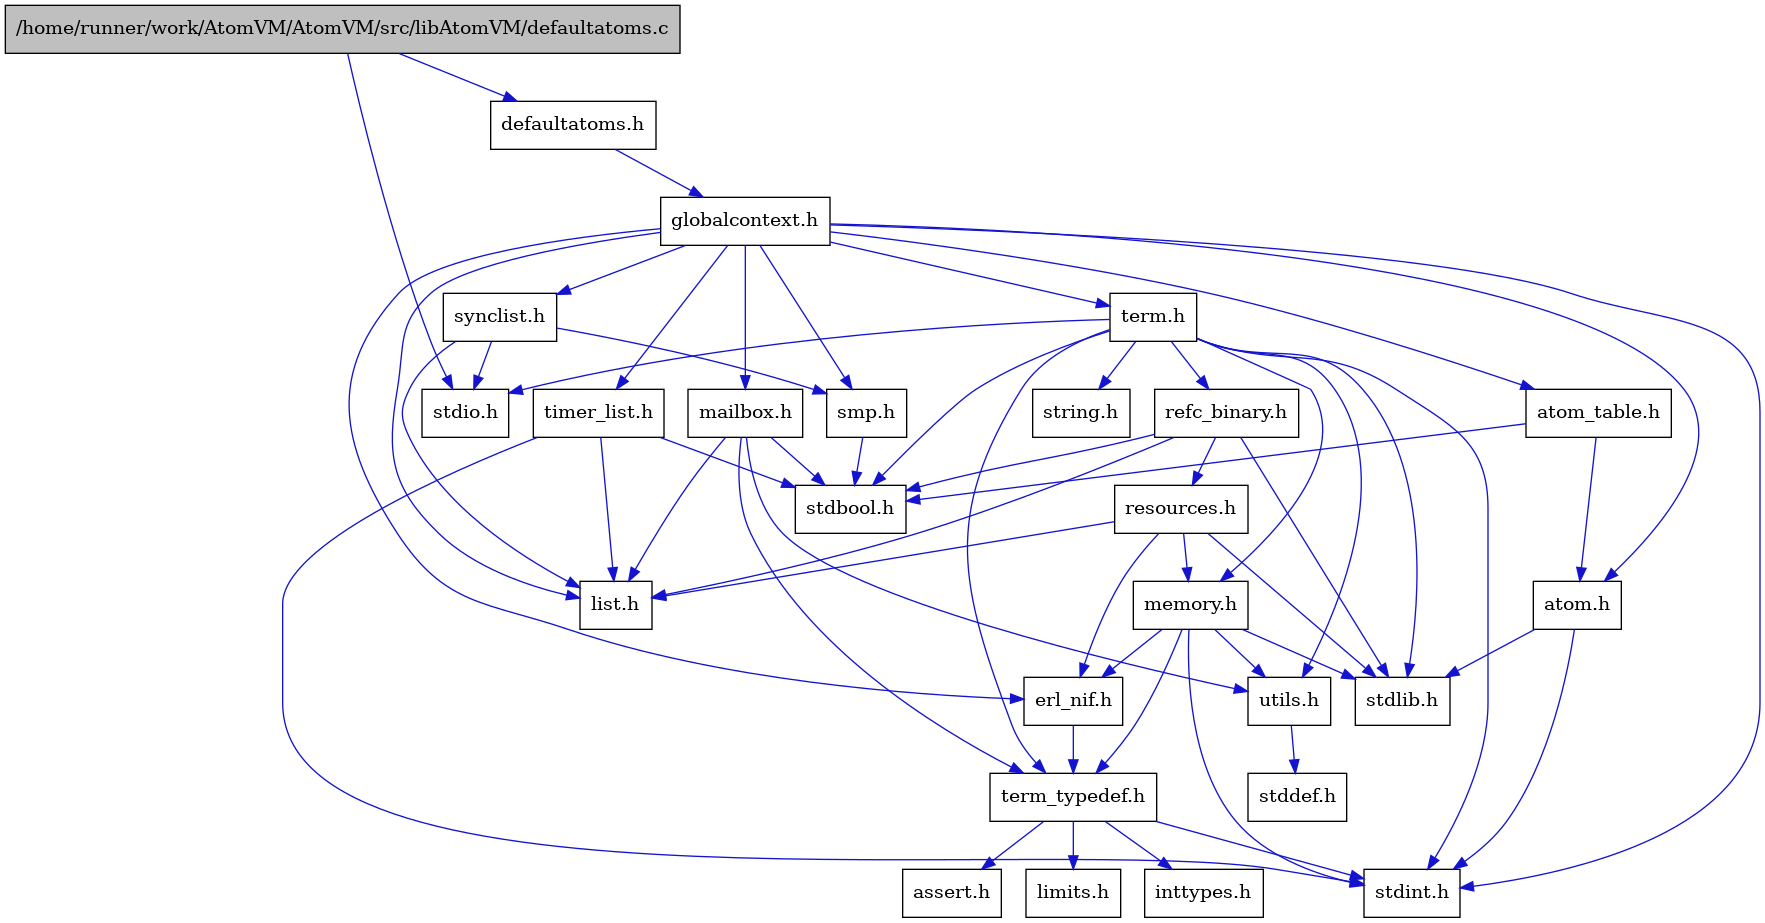 /home/runner/work/AtomVM/AtomVM/src/libAtomVM/defaultatoms.c
defaultatoms.h
globalcontext.h
synclist.h
term.h
stdio.h
timer_list.h
mailbox.h
smp.h
string.h
refc_binary.h
atom_table.h
stdbool.h
resources.h
list.h
memory.h
atom.h
erl_nif.h
utils.h
stdlib.h
term_typedef.h
stddef.h
assert.h
limits.h
inttypes.h
stdint.h